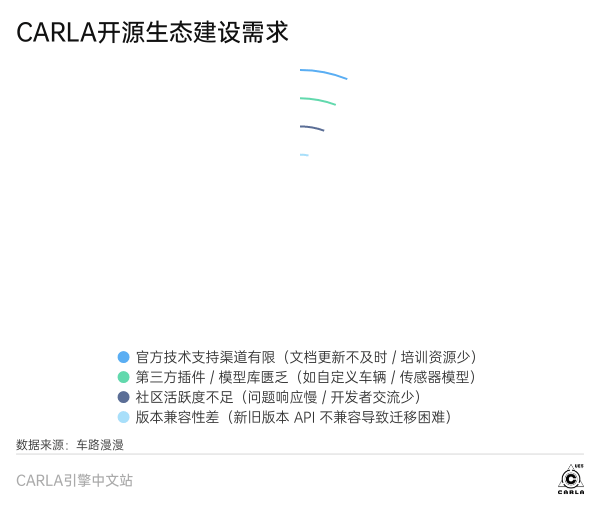 CARLA开源生态建设需求
官方技术支持渠道有限（文档更新不及时 / 培训资源少）
第三方插件 / 模型库匮乏（如自定义车辆 / 传感器模型）
社区活跃度不足（问题响应慢 / 开发者交流少）
版本兼容性差（新旧版本 API 不兼容导致迁移困难）
数据来源：车路漫漫
CARLA引擎中文站
UE5
CARLA